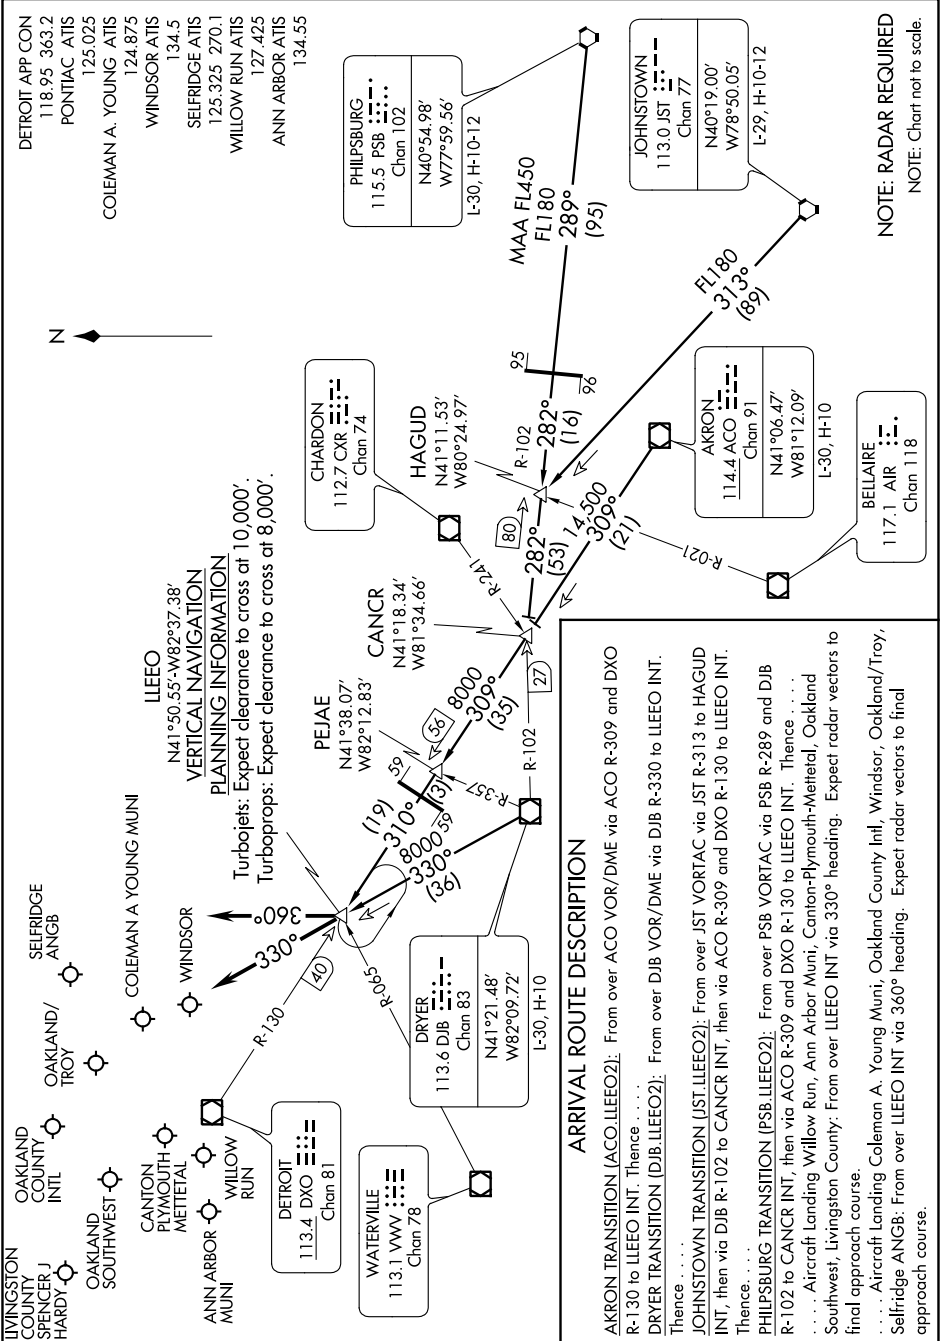 DETROIT APP CON
118.95 363.2
PONTIAC ATIS
125.025
COLEMAN A. YOUNG ATIS
124.875
WINDSOR ATIS
134.5
SELFRIDGE ATIS
125.325 270.1
WILLOW RUN ATIS
127.425
ANN ARBOR ATIS
134.55
LIVINGSTON
COUNTY
SPENCER J
HARDY
OAKLAND
COUNTY
INTL
OAKLAND/
TROY
SELFRIDGE
ANGB
OAKLAND
SOUTHWEST
COLEMAN A YOUNG MUNI
CANTON
PLYMOUTH
METTETAL
WINDSOR
ANN ARBOR
MUNI
WILLOW
RUN
N
LLEEO
N41°50.55'-W82°37.38'
VERTICAL NAVIGATION
PLANNING INFORMATION
Turbojets: Expect clearance to cross at 10,000'.
Turboprops: Expect clearance to cross at 8,000'.
DETROIT
113.4 DXO
Chan 81
R-130
40
330°
360°
WATERVILLE
113.1 VWV
Chan 78
R-065
(19)
310°
8000
330°
(36)
59
59
(3)
PEJAE
N41°38.07'
W82°12.83'
56
8000
309°
(35)
R-357
DRYER
113.6 DJB
Chan 83
N41°21.48'
W82°09.72'
L-30, H-10
R-102
27
CANCR
N41°18.34'
W81°34.66'
CHARDON
112.7 CXR
Chan 74
R-241
HAGUD
N41°11.53'
W80°24.97'
R-102
80
282°
(53)
282°
(16)
95
96
14,500
309°
(21)
R-021
MAA FL450
FL180
289°
(95)
PHILPSBURG
115.5 PSB
Chan 102
N40°54.98'
W77°59.56'
L-30, H-10-12
FL180
313°
(89)
JOHNSTOWN
113.0 JST
Chan 77
N40°19.00'
W78°50.05'
L-29, H-10-12
AKRON
114.4 ACO
Chan 91
N41°06.47'
W81°12.09'
L-30, H-10
BELLAIRE
117.1 AIR
Chan 118
NOTE: RADAR REQUIRED
NOTE: Chart not to scale.
ARRIVAL ROUTE DESCRIPTION
AKRON TRANSITION (ACO.LLEEO2): From over ACO VOR/DME via ACO R-309 and DXO
R-130 to LLEEO INT. Thence . . . .
DRYER TRANSITION (DJB.LLEEO2): From over DJB VOR/DME via DJB R-330 to LLEEO INT.
Thence . . . .
JOHNSTOWN TRANSITION (JST.LLEEO2): From over JST VORTAC via JST R-313 to HAGUD
INT, then via DJB R-102 to CANCR INT, then via ACO R-309 and DXO R-130 to LLEEO INT.
Thence. . . .
PHILPSBURG TRANSITION (PSB.LLEEO2): From over PSB VORTAC via PSB R-289 and DJB
R-102 to CANCR INT, then via ACO R-309 and DXO R-130 to LLEEO INT. Thence . . . .
. . . . Aircraft Landing Willow Run, Ann Arbor Muni, Canton-Plymouth-Mettetal, Oakland
Southwest, Livingston County: From over LLEEO INT via 330° heading. Expect radar vectors to
final approach course.
. . . . Aircraft Landing Coleman A. Young Muni, Oakland County Intl, Windsor, Oakland/Troy,
Selfridge ANGB: From over LLEEO INT via 360° heading. Expect radar vectors to final
approach course.